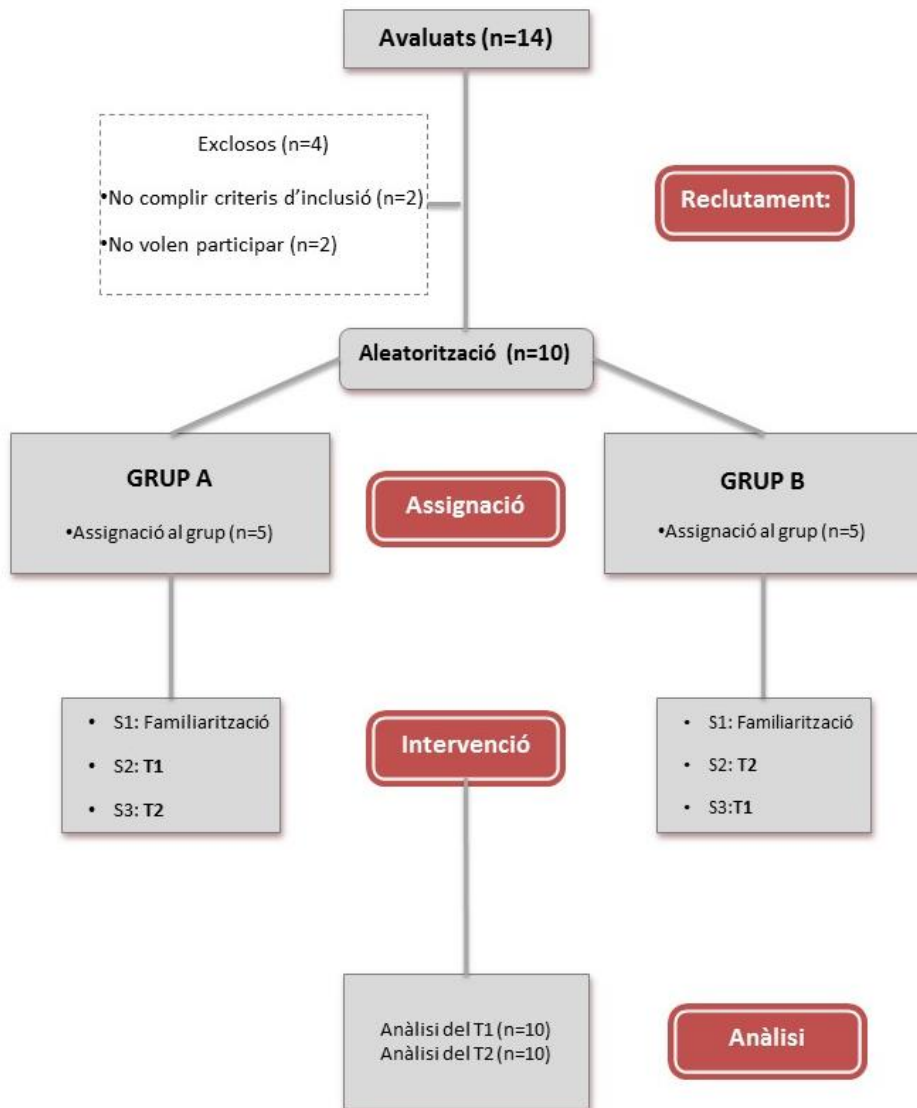 Avaluats (n=14)
Exclosos (n=4)
•No complir criteris d’inclusió (n=2)
•No volen participar (n=2)
Reclutament:
Aleatorització (n=10)
GRUP A
•Assignació al grup (n=5)
Assignació
GRUP B
•Assignació al grup (n=5)
• S1: Familiarització
• S2: T1
• S3: T2
Intervenció
• S1: Familiarització
• S2: T2
• S3:T1
Anàlisi del T1 (n=10)
Anàlisi del T2 (n=10)
Anàlisi